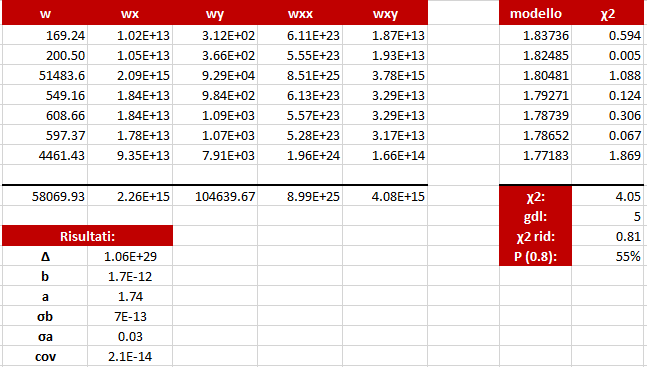 w wx wy wxx wxy modello χ2
169.24 1.02E+13 3.12E+02 6.11E+23 1.87E+13 1.83736 0.594
200.50 1.05E+13 3.66E+02 5.55E+23 1.93E+13 1.82485 0.005
51483.6 2.09E+15 9.29E+04 8.51E+25 3.78E+15 1.80481 1.088
549.16 1.84E+13 9.84E+02 6.13E+23 3.29E+13 1.79271 0.124
608.66 1.84E+13 1.09E+03 5.57E+23 3.29E+13 1.78739 0.306
597.37 1.78E+13 1.07E+03 5.28E+23 3.17E+13 1.78652 0.067
4461.43 9.35E+13 7.91E+03 1.96E+24 1.66E+14 1.77183 1.869
58069.93 2.26E+15 104639.67 8.99E+25 4.08E+15 χ2: 4.05
gdl: 5
Risultati: χ2 rid: 0.81
Δ 1.06E+29 P (0.8): 55%
b 1.7E-12
a 1.74
σb 7E-13
σa 0.03
cov 2.1E-14